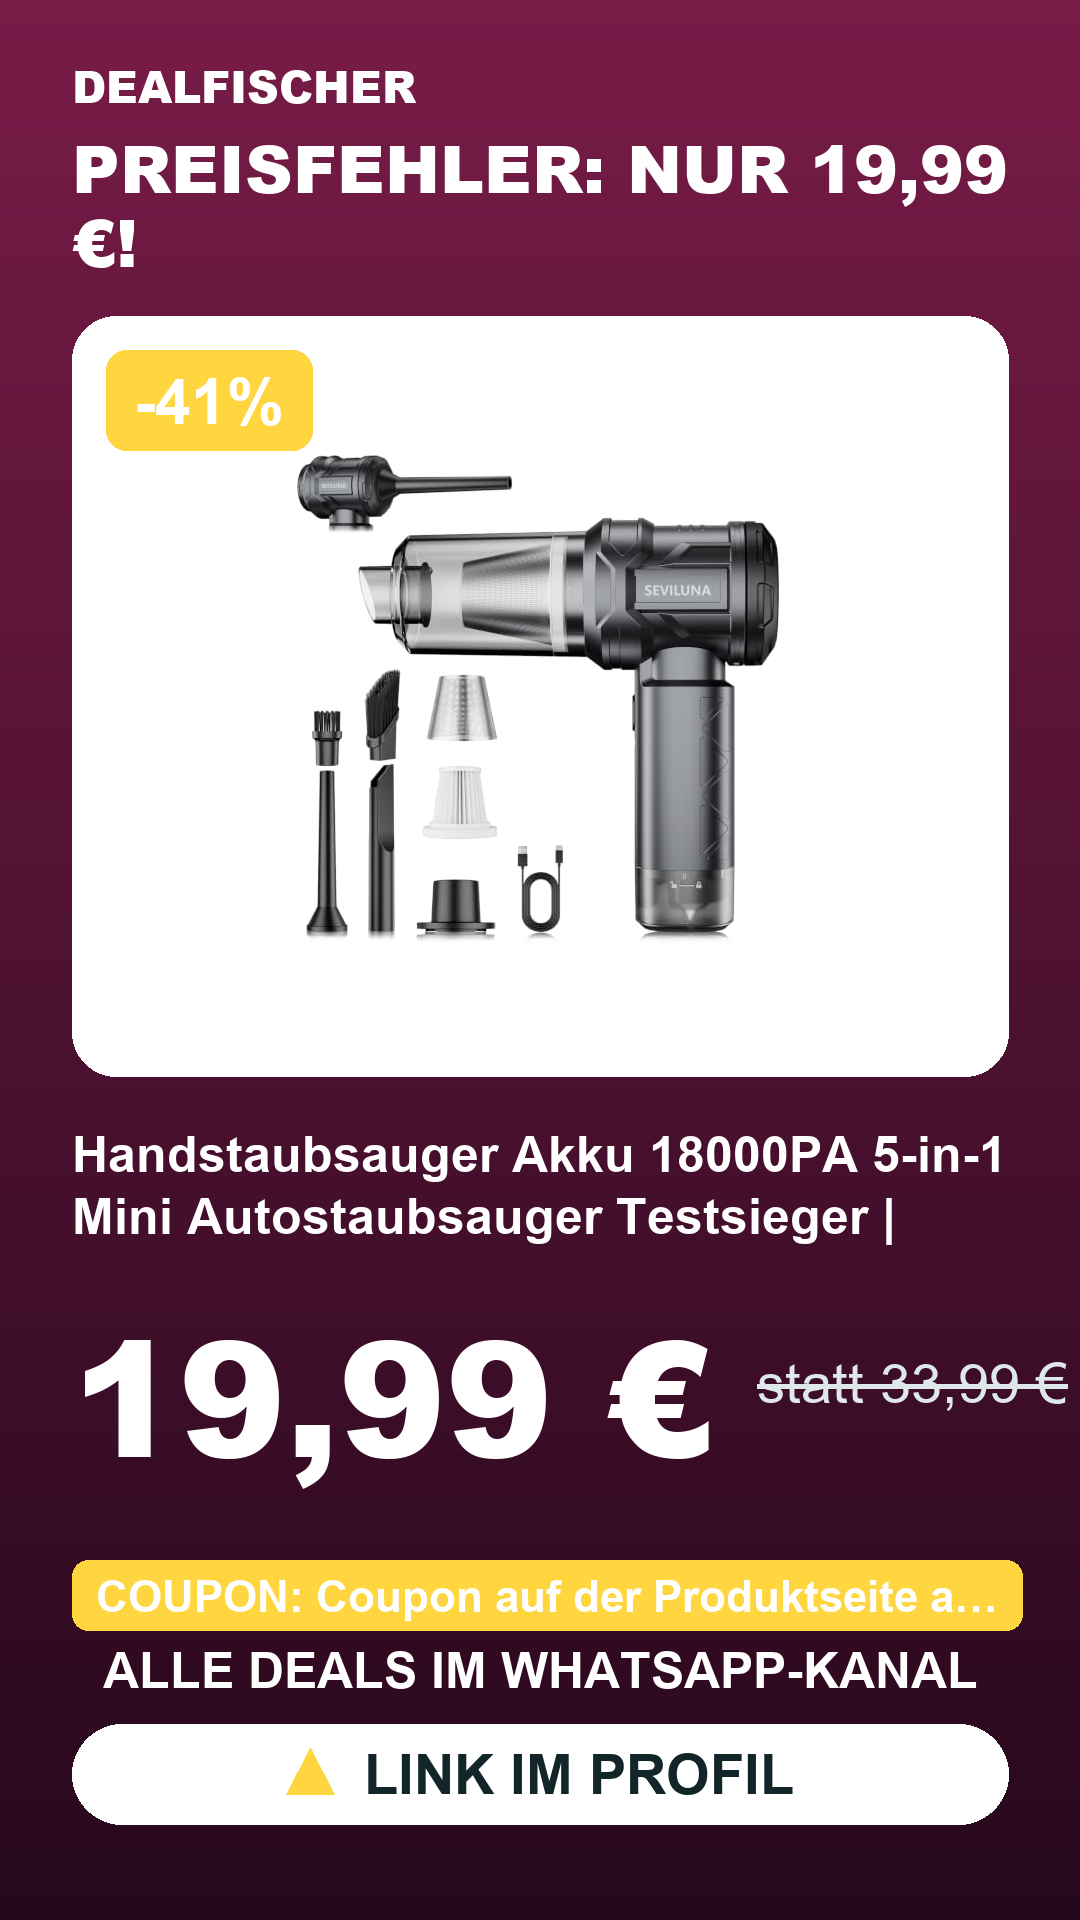 DEALFISCHER
PREISFEHLER: NUR 19,99
€!
-41%
SEVILUNA
SEVILUNA
Handstaubsauger Akku 18000PA 5-in-1
Mini Autostaubsauger Testsieger |
19,99 € statt 33,99 €
COUPON: Coupon auf der Produktseite a...
ALLE DEALS IM WHATSAPP-KANAL
LINK IM PROFIL